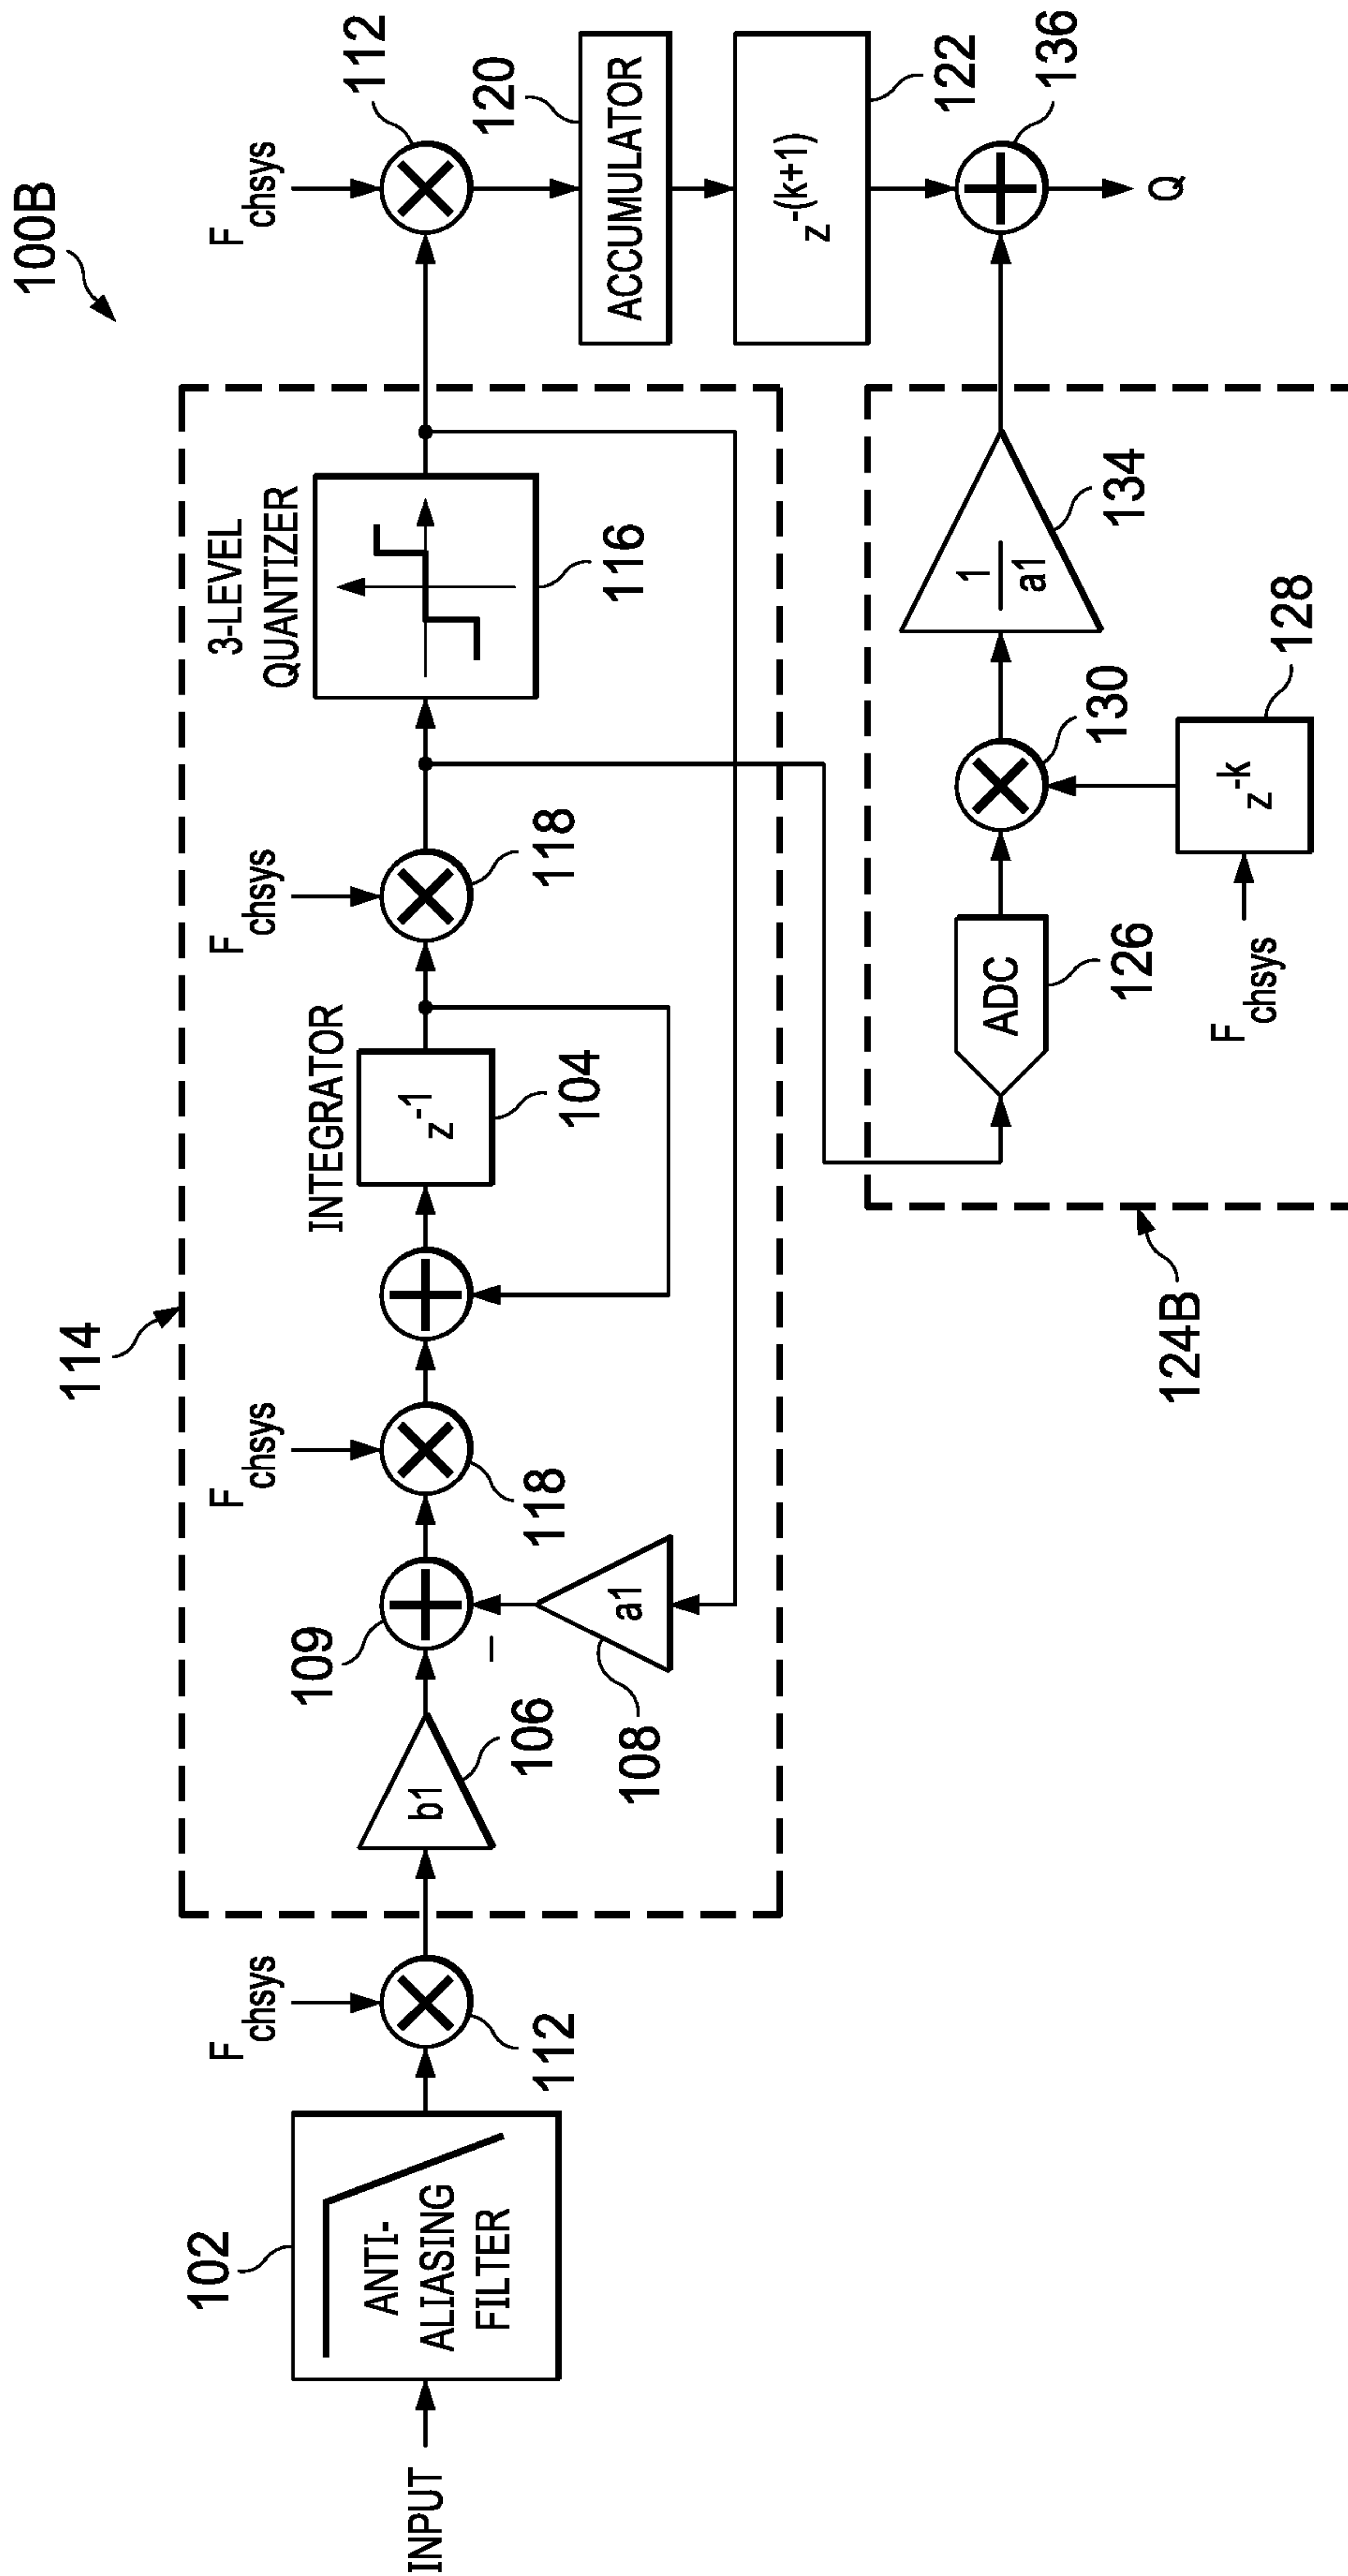 100B
114
INPUT
102
ANTI-
ALIASING
FILTER
F chsys
112
b1
106
109
a1
108
–
F chsys
118
INTEGRATOR
z⁻¹
104
F chsys
118
3-LEVEL
QUANTIZER
116
F chsys
112
ACCUMULATOR
120
z⁻⁽ᵏ⁺¹⁾
122
136
Q
124B
ADC
126
F chsys
z⁻ᵏ
128
130
1
a1
134